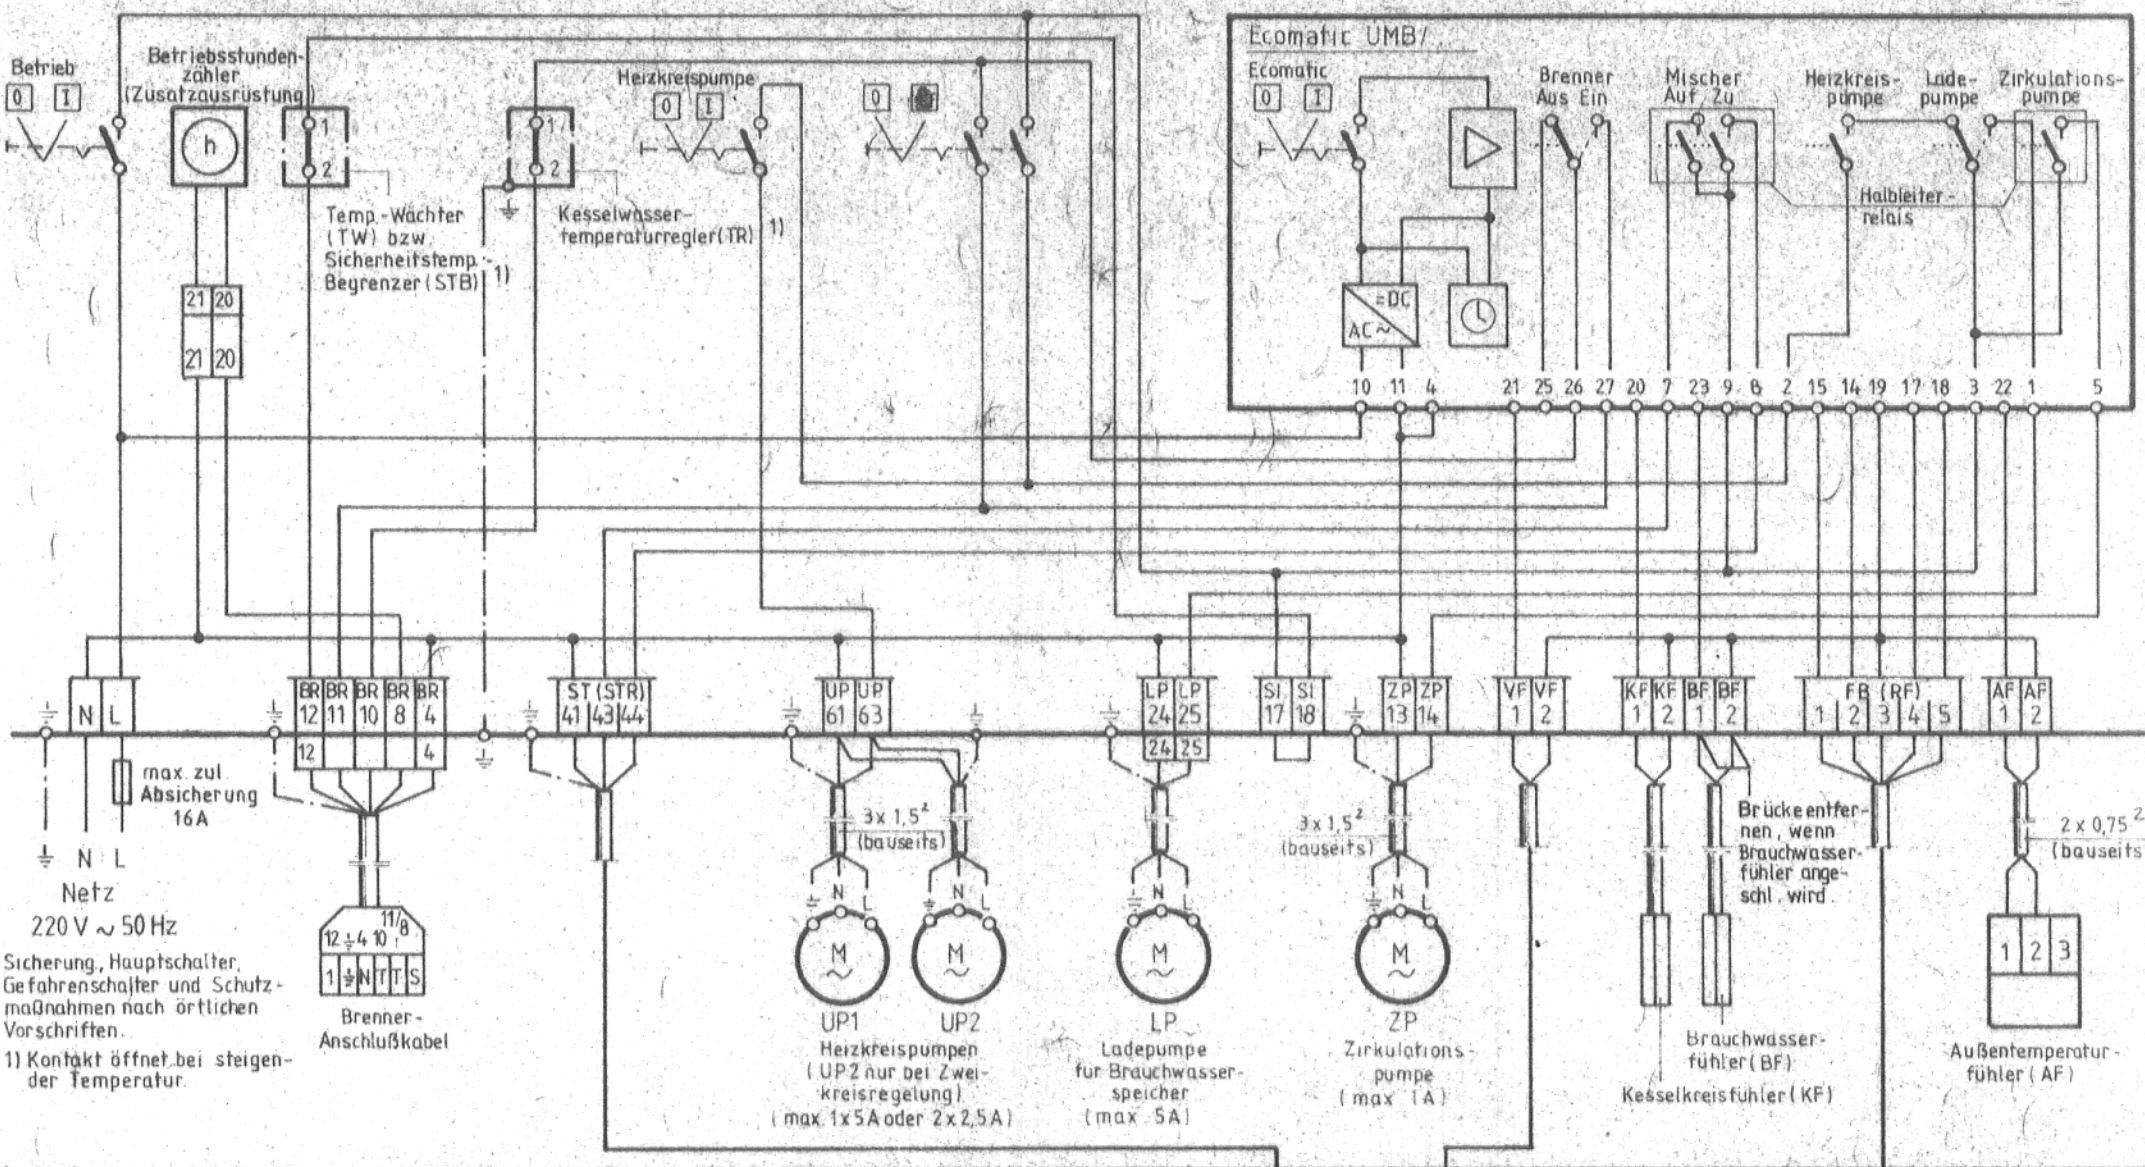 Betrieb
0 I
Betriebsstunden-
zähler
(Zusatzausrüstung)
h
1
2
Temp.-Wächter
(TW) bzw.
Sicherheitstemp.-
Begrenzer (STB) 1)
1
2
Kesselwasser-
temperaturregler (TR) 1)
Heizkreispumpe
0 I
0
Ecomatic UMB/
Ecomatic
0 I
Brenner
Aus Ein
Mischer
Auf Zu
Heizkreis-
pumpe
Lade-
pumpe
Zirkulations-
pumpe
Halbleiter-
relais
=DC
AC~
21 20
21 20
10 11 4 21 25 26 27 20 7 23 9 8 2 15 14 19 17 18 3 22 1 5
N L
BR BR BR BR BR
12 11 10 8 4
12 4
ST (STR)
41 43 44
UP UP
61 63
LP LP
24 25
24 25
SI SI
17 18
ZP ZP
13 14
VF VF
1 2
KF KF BF BF
1 2 1 2
FB (RF)
1 2 3 4 5
AF AF
1 2
max. zul.
Absicherung
16A
N L
Netz
220 V ~ 50 Hz
Sicherung, Hauptschalter,
Gefahrenschalter und Schutz-
maßnahmen nach örtlichen
Vorschriften.
1) Kontakt öffnet bei steigen-
der Temperatur.
11/8
12 4 10
1 N T T S
Brenner-
Anschlußkabel
3 x 1,5²
(bauseits)
N L
M
~
UP1
N L
M
~
UP2
Heizkreispumpen
(UP2 nur bei Zwei-
kreisregelung)
(max. 1x5A oder 2x2,5A)
N L
M
~
LP
Ladepumpe
für Brauchwasser-
speicher
(max. 5A)
3 x 1,5²
(bauseits)
N L
M
~
ZP
Zirkulations-
pumpe
(max 1A)
Brücke entfer-
nen, wenn
Brauchwasser-
fühler ange-
schl. wird.
Brauchwasser-
fühler (BF)
Kesselkreisfühler (KF)
2 x 0,75²
(bauseits
1 2 3
Außentemperatur-
fühler (AF)